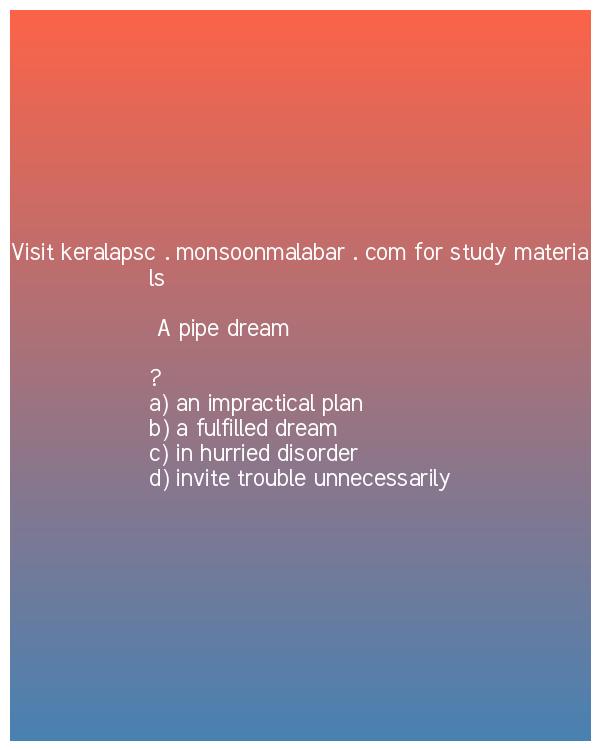 Visit keralapsc . monsoonmalabar . com for study materia
ls
A pipe dream
?
a) an impractical plan
b) a fulfilled dream
c) in hurried disorder
d) invite trouble unnecessarily